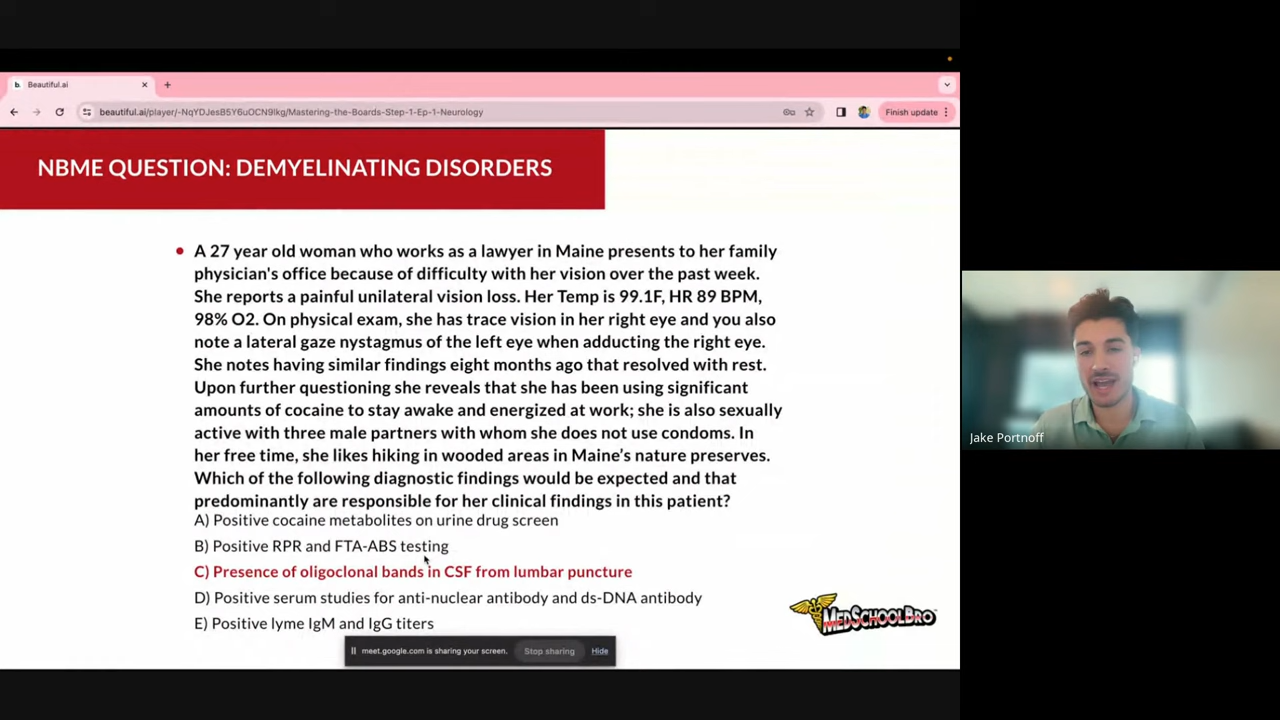 b. Beautiful.ai
beautiful.ai/player/-NqYDJesB5Y6uOCN9lkg/Mastering-the-Boards-Step-1-Ep-1-Neurology
Finish update
NBME QUESTION: DEMYELINATING DISORDERS
A 27 year old woman who works as a lawyer in Maine presents to her family
physician's office because of difficulty with her vision over the past week.
She reports a painful unilateral vision loss. Her Temp is 99.1F, HR 89 BPM,
98% O2. On physical exam, she has trace vision in her right eye and you also
note a lateral gaze nystagmus of the left eye when adducting the right eye.
She notes having similar findings eight months ago that resolved with rest.
Upon further questioning she reveals that she has been using significant
amounts of cocaine to stay awake and energized at work; she is also sexually
active with three male partners with whom she does not use condoms. In
her free time, she likes hiking in wooded areas in Maine’s nature preserves.
Which of the following diagnostic findings would be expected and that
predominantly are responsible for her clinical findings in this patient?
A) Positive cocaine metabolites on urine drug screen
B) Positive RPR and FTA-ABS testing
C) Presence of oligoclonal bands in CSF from lumbar puncture
D) Positive serum studies for anti-nuclear antibody and ds-DNA antibody
E) Positive lyme IgM and IgG titers
MEDSCHOOLBRO
meet.google.com is sharing your screen. Stop sharing Hide
Jake Portnoff